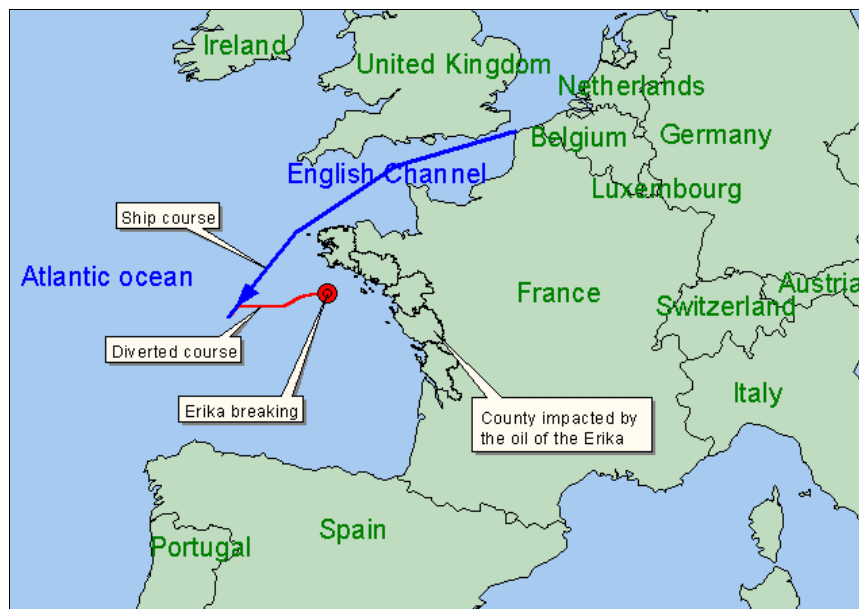 Ireland
United Kingdom
Netherlands
Belgium
Germany
English Channel
Luxembourg
Ship course
Atlantic ocean
France
Austria
Switzerland
Diverted course
Erika breaking
Italy
County impacted by
the oil of the Erika
Spain
Portugal